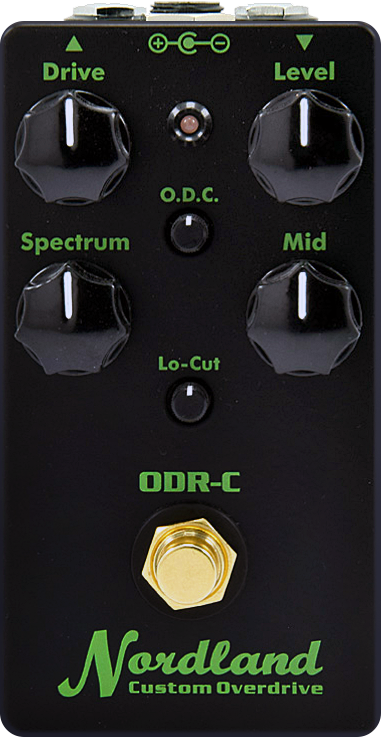 Drive
Level
O.D.C.
Spectrum
Mid
Lo-Cut
ODR-C
Nordland
Custom Overdrive